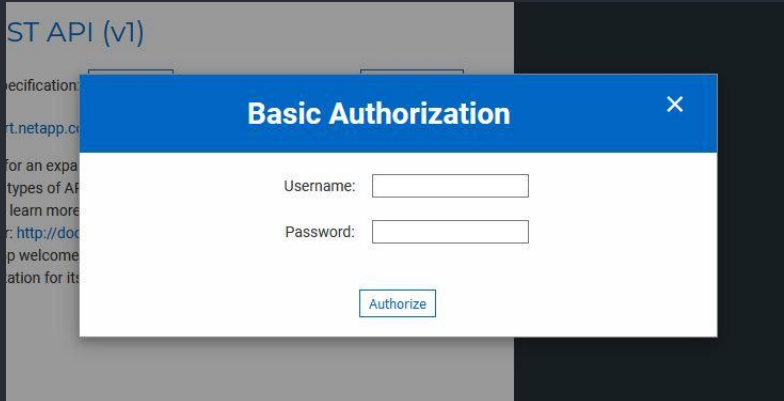 ST API (v1)
pecification:
Basic Authorization
rt.netapp.co
for an expa
Username:
types of AP
learn more
r: http://doc
Password:
p welcome
ation for its
Authorize